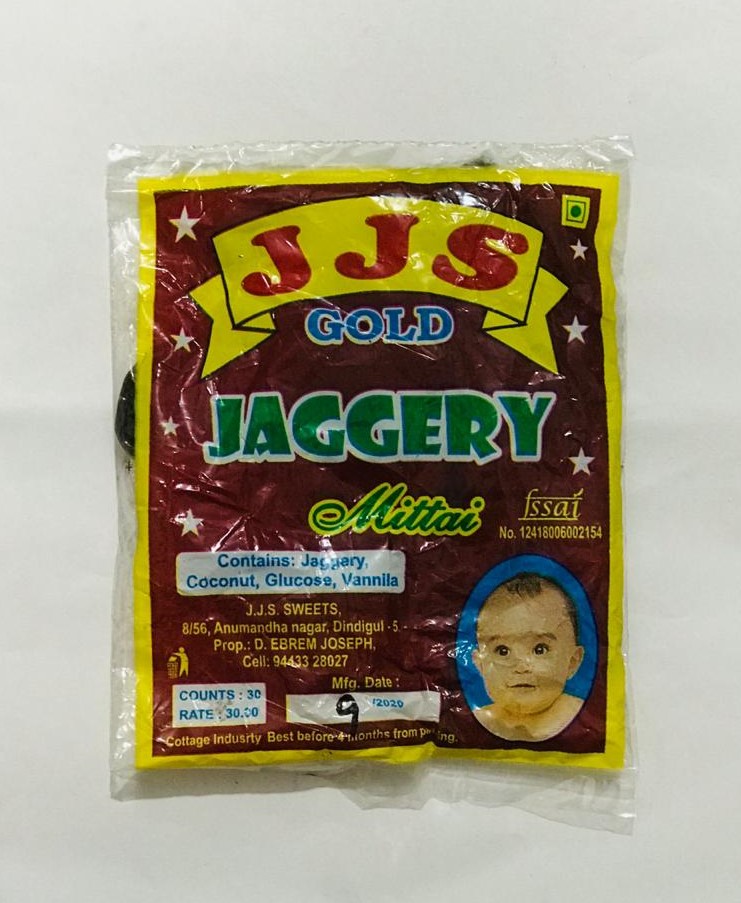 JJS
GOLD
JAGGERY
Mittai
fssai
No. 12418006002154
Contains: Jaggery,
Coconut, Glucose, Vannila
J.J.S. SWEETS,
8/56, Anumandha nagar, Dindigul - 5.
Prop.: D. EBREM JOSEPH,
Cell: 94433 28027
COUNTS : 30
RATE : 30.00
Mfg. Date :
9 /2020
Cottage Indusrty Best before 4 months from